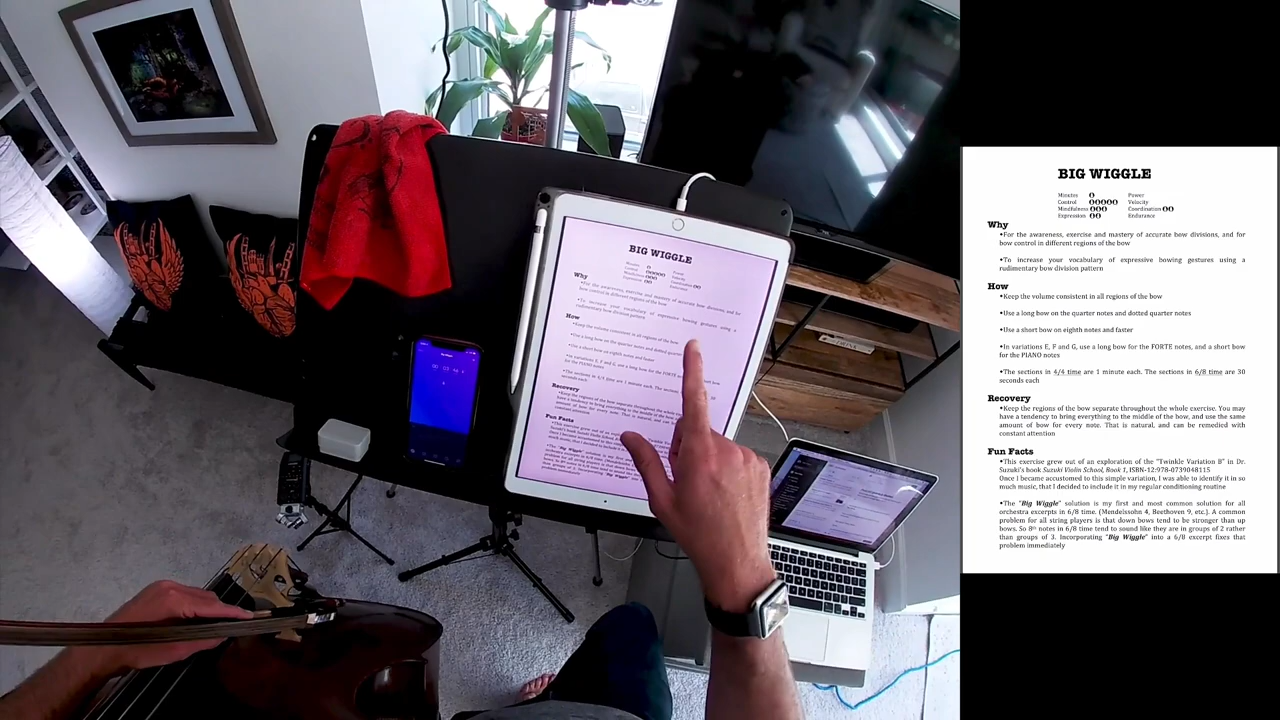 BIG WIGGLE
Minutes
Control
Mindfulness
Expression
Power
Velocity
Coordination
Endurance
Why
•For the awareness, exercise and mastery of accurate bow divisions, and for
bow control in different regions of the bow
•To increase your vocabulary of expressive bowing gestures using a
rudimentary bow division pattern
How
•Keep the volume consistent in all regions of the bow
•Use a long bow on the quarter notes and dotted quarter notes
•Use a short bow on eighth notes and faster
•In variations E, F and G, use a long bow for the FORTE notes, and a short bow
for the PIANO notes
•The sections in 4/4 time are 1 minute each. The sections in 6/8 time are 30
seconds each
Recovery
•Keep the regions of the bow separate throughout the whole exercise. You may
have a tendency to bring everything to the middle of the bow, and use the same
amount of bow for every note. That is natural, and can be remedied with
constant attention
Fun Facts
•This exercise grew out of an exploration of the "Twinkle Variation B" in Dr.
Suzuki's book Suzuki Violin School, Book 1, ISBN-12:978-0739048115
Once I became accustomed to this simple variation, I was able to identify it in so
much music, that I decided to include it in my regular conditioning routine
•The "Big Wiggle" solution is my first and most common solution for all
orchestra excerpts in 6/8 time. (Mendelssohn 4, Beethoven 9, etc.). A common
problem for all string players is that down bows tend to be stronger than up
bows. So 8th notes in 6/8 time tend to sound like they are in groups of 2 rather
than groups of 3. Incorporating "Big Wiggle" into a 6/8 excerpt fixes that
problem immediately
BIG WIGGLE
Why
How
Recovery
Fun Facts